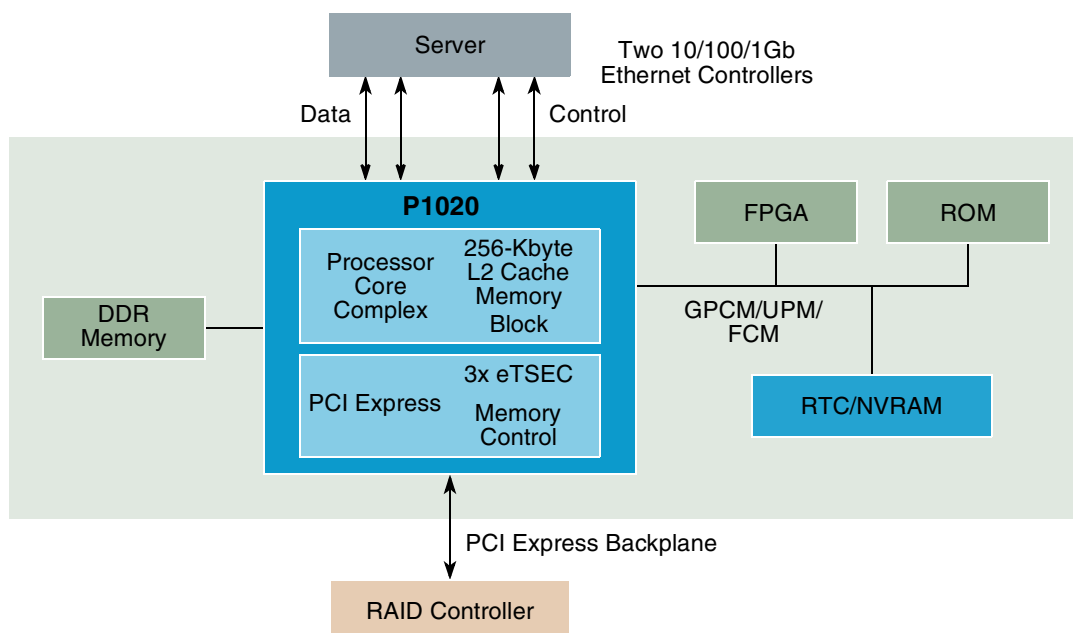 Server
Two 10/100/1Gb
Ethernet Controllers
Data
Control
P1020
Processor
Core
Complex
256-Kbyte
L2 Cache
Memory
Block
PCI Express
3x eTSEC
Memory
Control
DDR
Memory
FPGA
ROM
GPCM/UPM/
FCM
RTC/NVRAM
PCI Express Backplane
RAID Controller